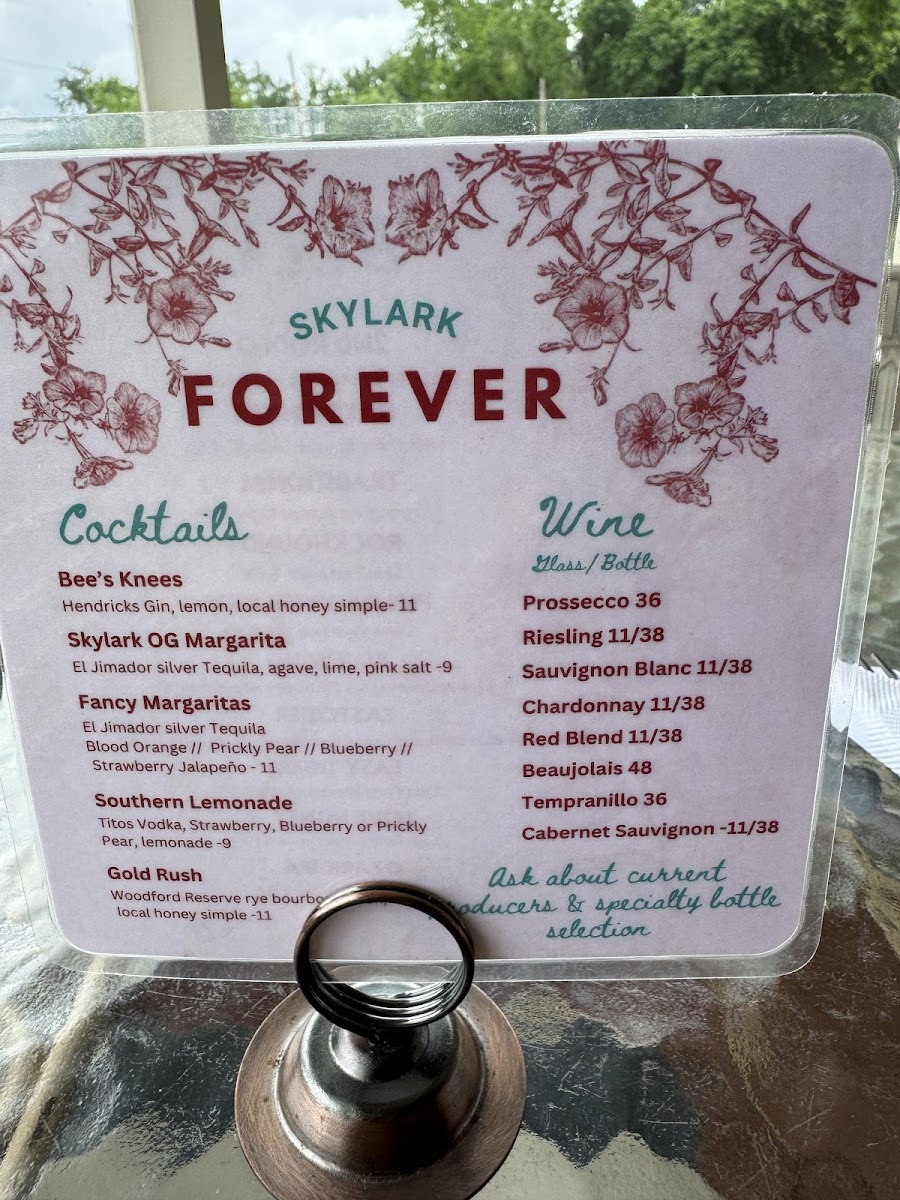 SKYLARK
FOREVER
Cocktails
Bee's Knees
Hendricks Gin, lemon, local honey simple- 11
Skylark OG Margarita
El Jimador silver Tequila, agave, lime, pink salt -9
Fancy Margaritas
El Jimador silver Tequila
Blood Orange // Prickly Pear // Blueberry //
Strawberry Jalapeño - 11
Southern Lemonade
Titos Vodka, Strawberry, Blueberry or Prickly
Pear, lemonade -9
Gold Rush
Woodford Reserve rye
local honey simple -11
Wine
Glass/Bottle
Prossecco 36
Riesling 11/38
Sauvignon Blanc 11/38
Chardonnay 11/38
Red Blend 11/38
Beaujolais 48
Tempranillo 36
Cabernet Sauvignon -11/38
Ask about current
& specialty bottle
selection